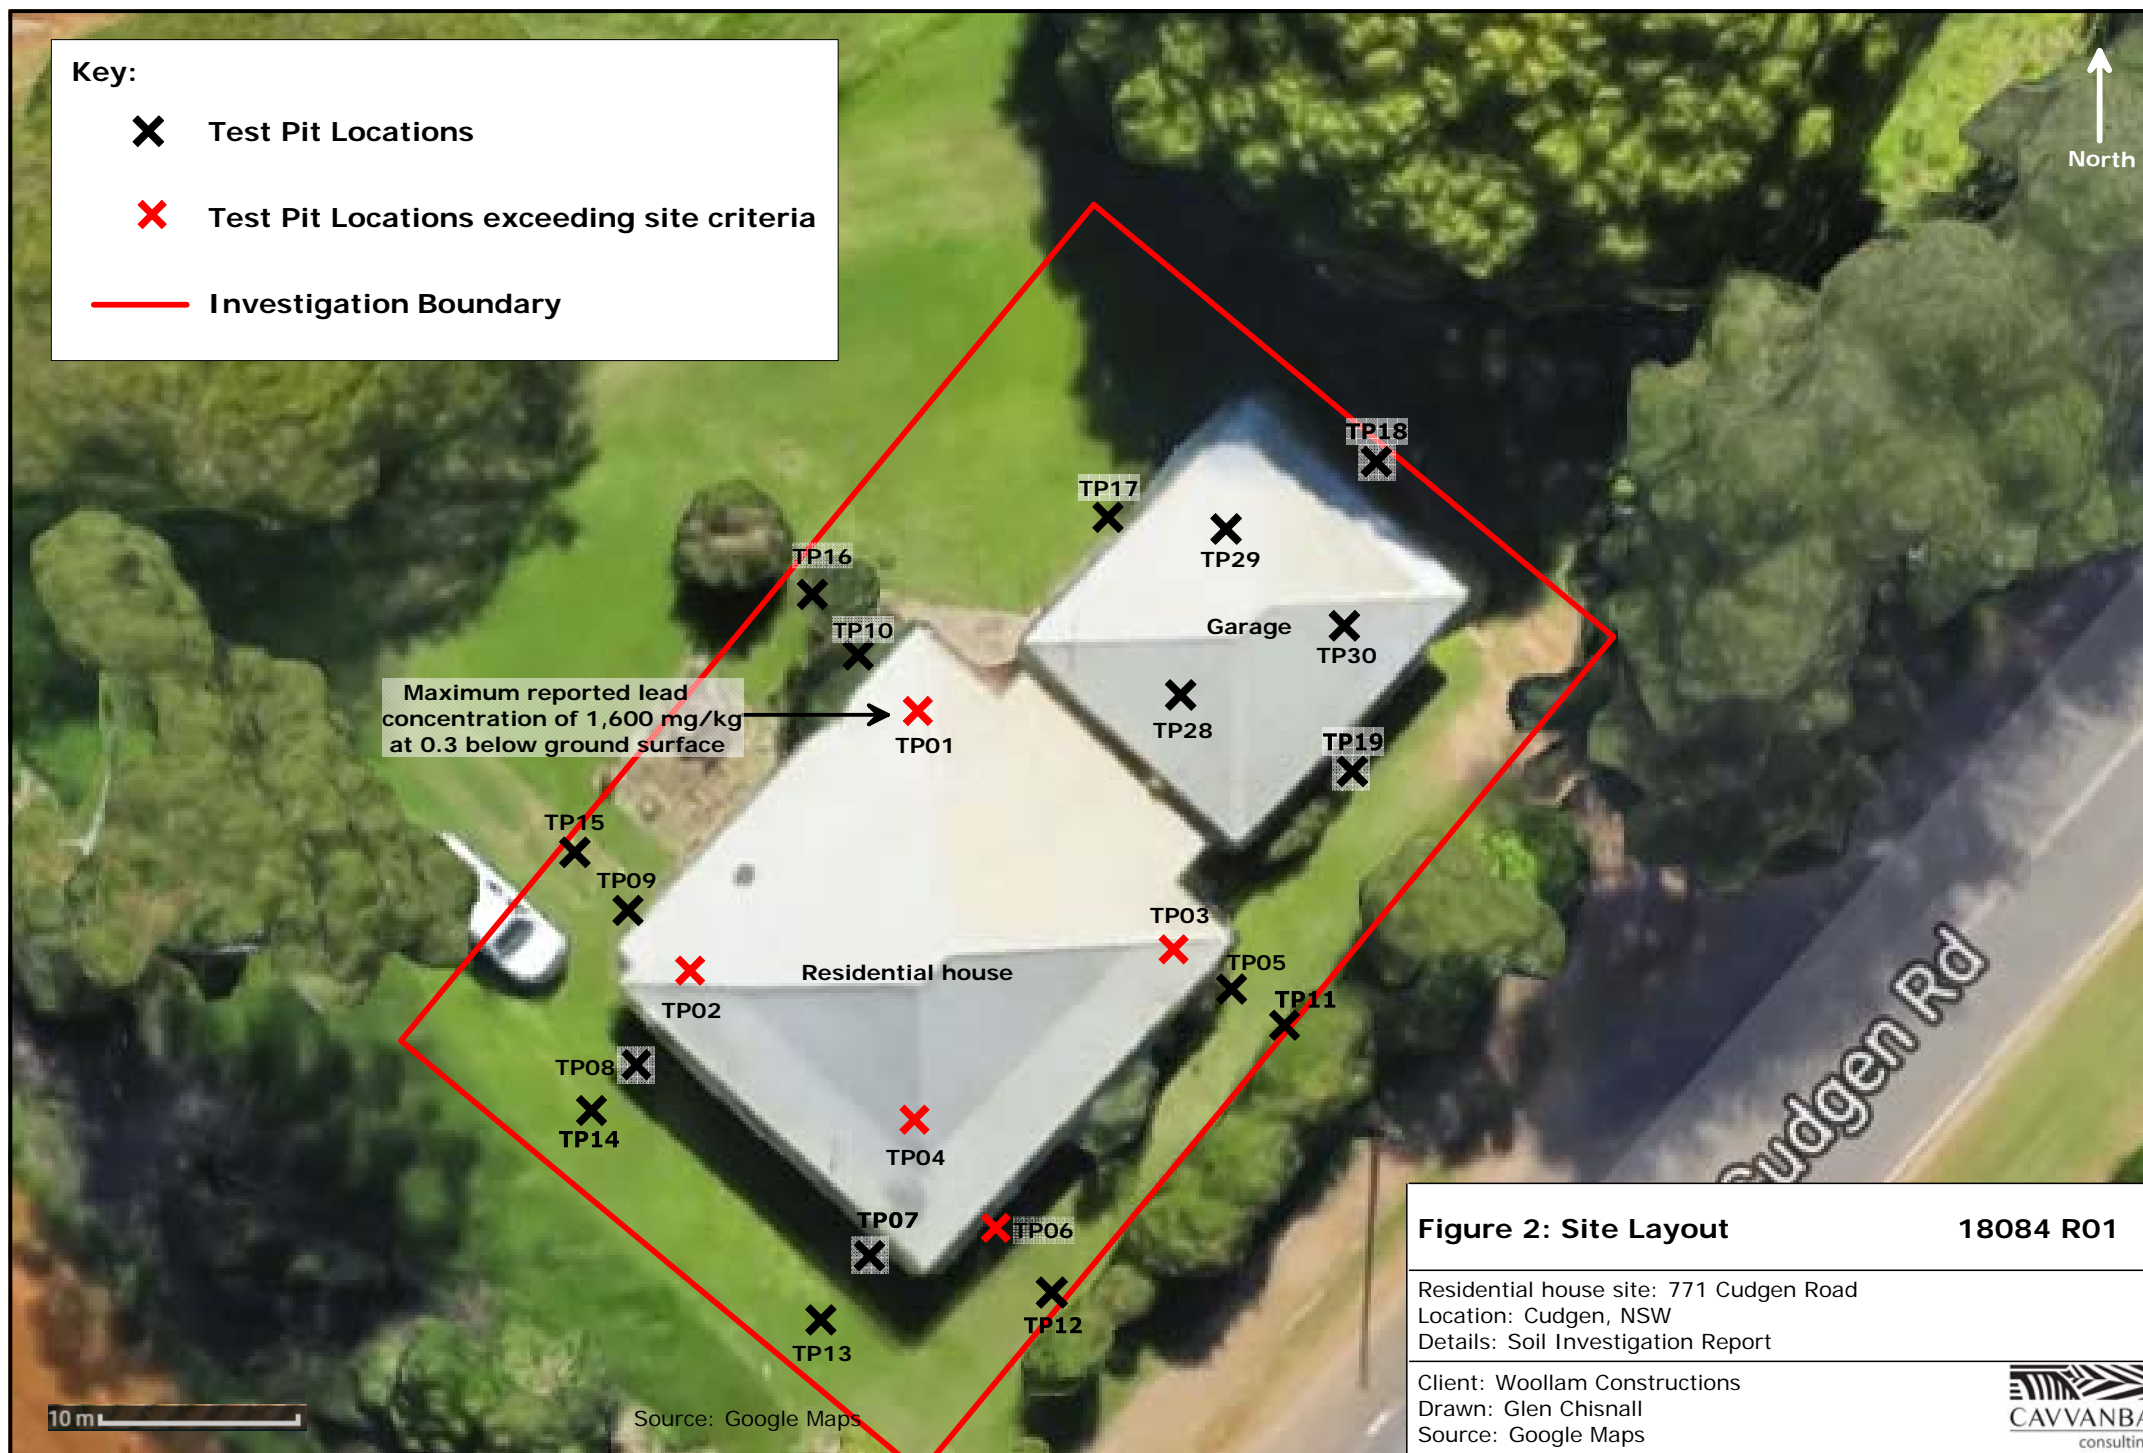 Key:
Test Pit Locations
Test Pit Locations exceeding site criteria
Investigation Boundary
North
TP18
TP17
TP29
TP16
TP10
Garage
TP30
Maximum reported lead
concentration of 1,600 mg/kg
at 0.3 below ground surface
TP01
TP28
TP19
TP15
TP09
TP03
Residential house
TP05
TP02
TP11
Cudgen Rd
TP08
TP14
TP04
TP07
TP06
TP12
TP13
10 m
Source: Google Maps
Figure 2: Site Layout 18084 R01
Residential house site: 771 Cudgen Road
Location: Cudgen, NSW
Details: Soil Investigation Report
Client: Woollam Constructions
Drawn: Glen Chisnall
Source: Google Maps
CAVVANBA
consulting